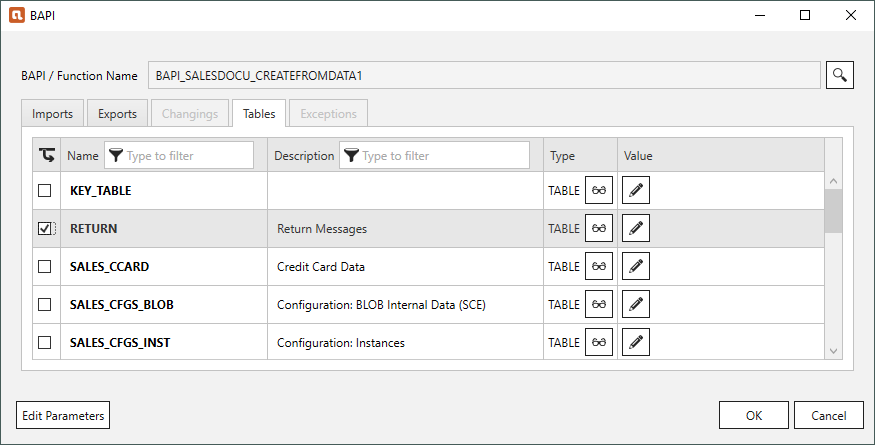 BAPI
BAPI / Function Name BAPI_SALESDOCU_CREATEFROMDATA1
Imports Exports Changings Tables Exceptions
Name Type to filter Description Type to filter Type Value
KEY_TABLE TABLE
RETURN Return Messages TABLE
SALES_CCARD Credit Card Data TABLE
SALES_CFGS_BLOB Configuration: BLOB Internal Data (SCE) TABLE
SALES_CFGS_INST Configuration: Instances TABLE
Edit Parameters OK Cancel